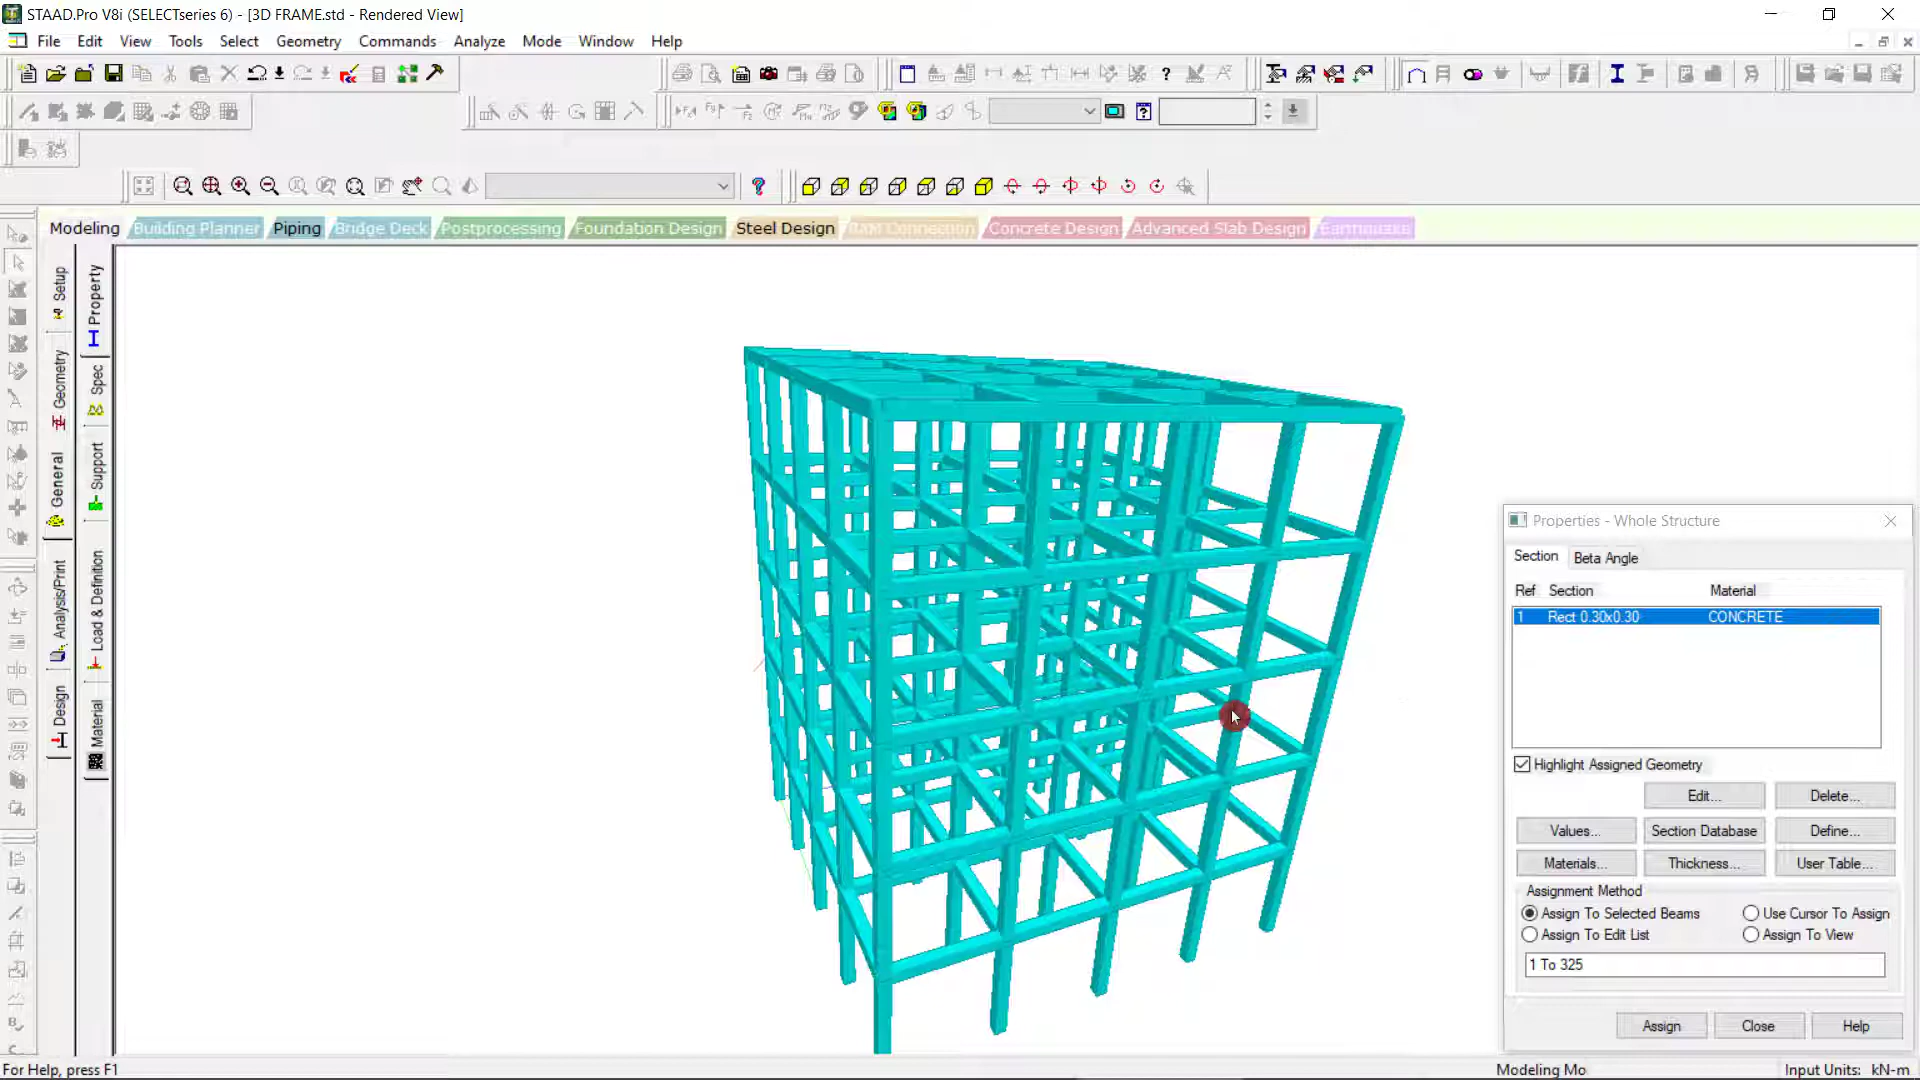 STAAD.Pro V8i (SELECTseries 6) - [3D FRAME.std - Rendered View]
File Edit View Tools Select Geometry Commands Analyze Mode Window Help
Modeling Building Planner Piping Bridge Deck Postprocessing Foundation Design Steel Design RAM Connection Concrete Design Advanced Slab Design
Setup
Geometry
General
Analysis/Print
Design
Property
Spec
Support
Load & Definition
Material
Properties - Whole Structure
Section Beta Angle
Ref Section Material
1 Rect 0.30x0.30 CONCRETE
Highlight Assigned Geometry
Edit... Delete...
Values... Section Database Define...
Materials... Thickness... User Table...
Assignment Method
Assign To Selected Beams Use Cursor To Assign
Assign To Edit List Assign To View
1 To 325
Assign Close Help
For Help, press F1 Modeling Mo Input Units: kN-m